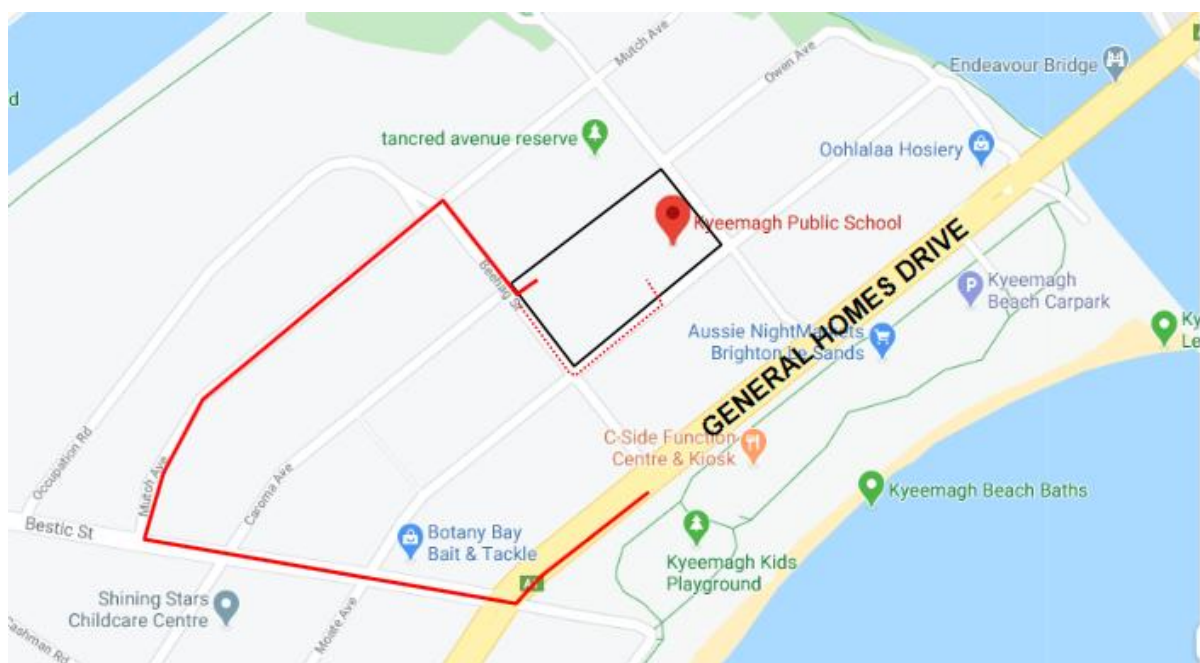 Mutch Ave
Owen Ave
Endeavour Bridge
d
tancred avenue reserve
Oohlalaa Hosiery
Kyeemagh Public School
Beehag St
GENERAL HOMES DRIVE
Kyeemagh
Beach Carpark
Ky
Le
Aussie NightMarkets
Brighton Le Sands
C-Side Function
Centre & Kiosk
Occupation Rd
Mutch Ave
Caroma Ave
Kyeemagh Beach Baths
Bestic St
Botany Bay
Bait & Tackle
Kyeemagh Kids
Playground
A1
Shining Stars
Childcare Centre
Moate Ave
Cashman Rd